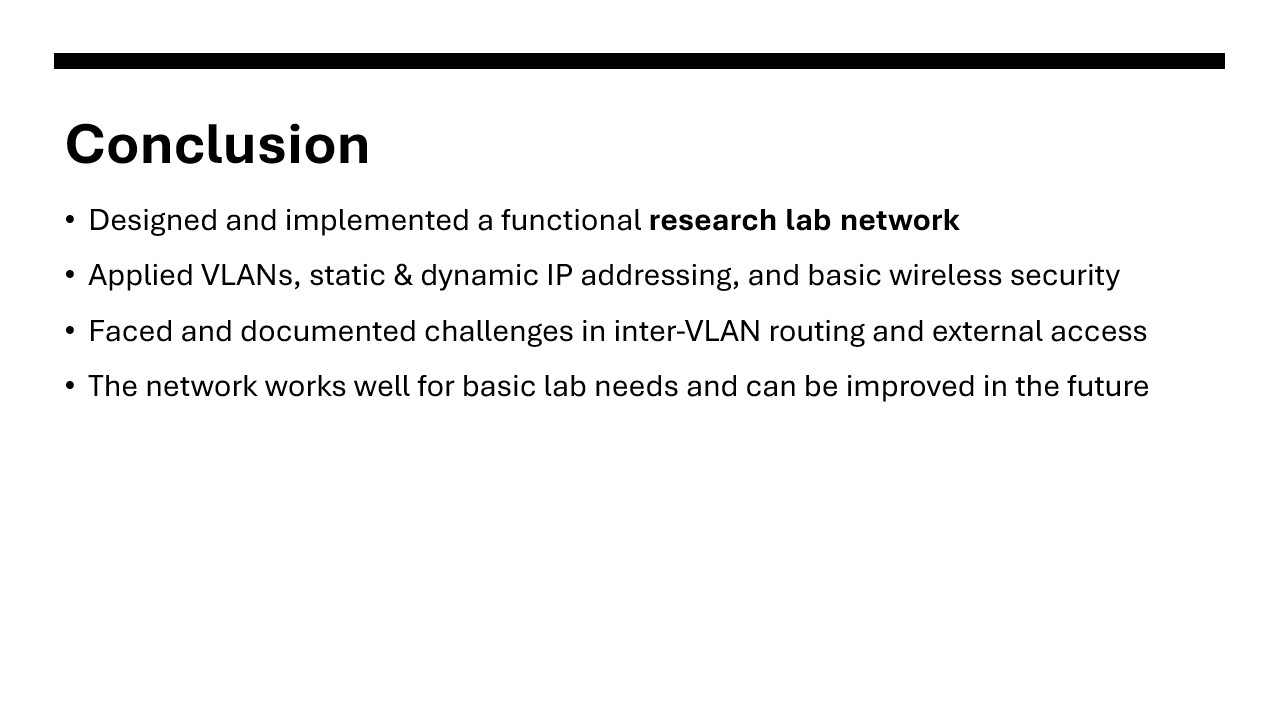 Conclusion
• Designed and implemented a functional research lab network
• Applied VLANs, static & dynamic IP addressing, and basic wireless security
• Faced and documented challenges in inter-VLAN routing and external access
• The network works well for basic lab needs and can be improved in the future